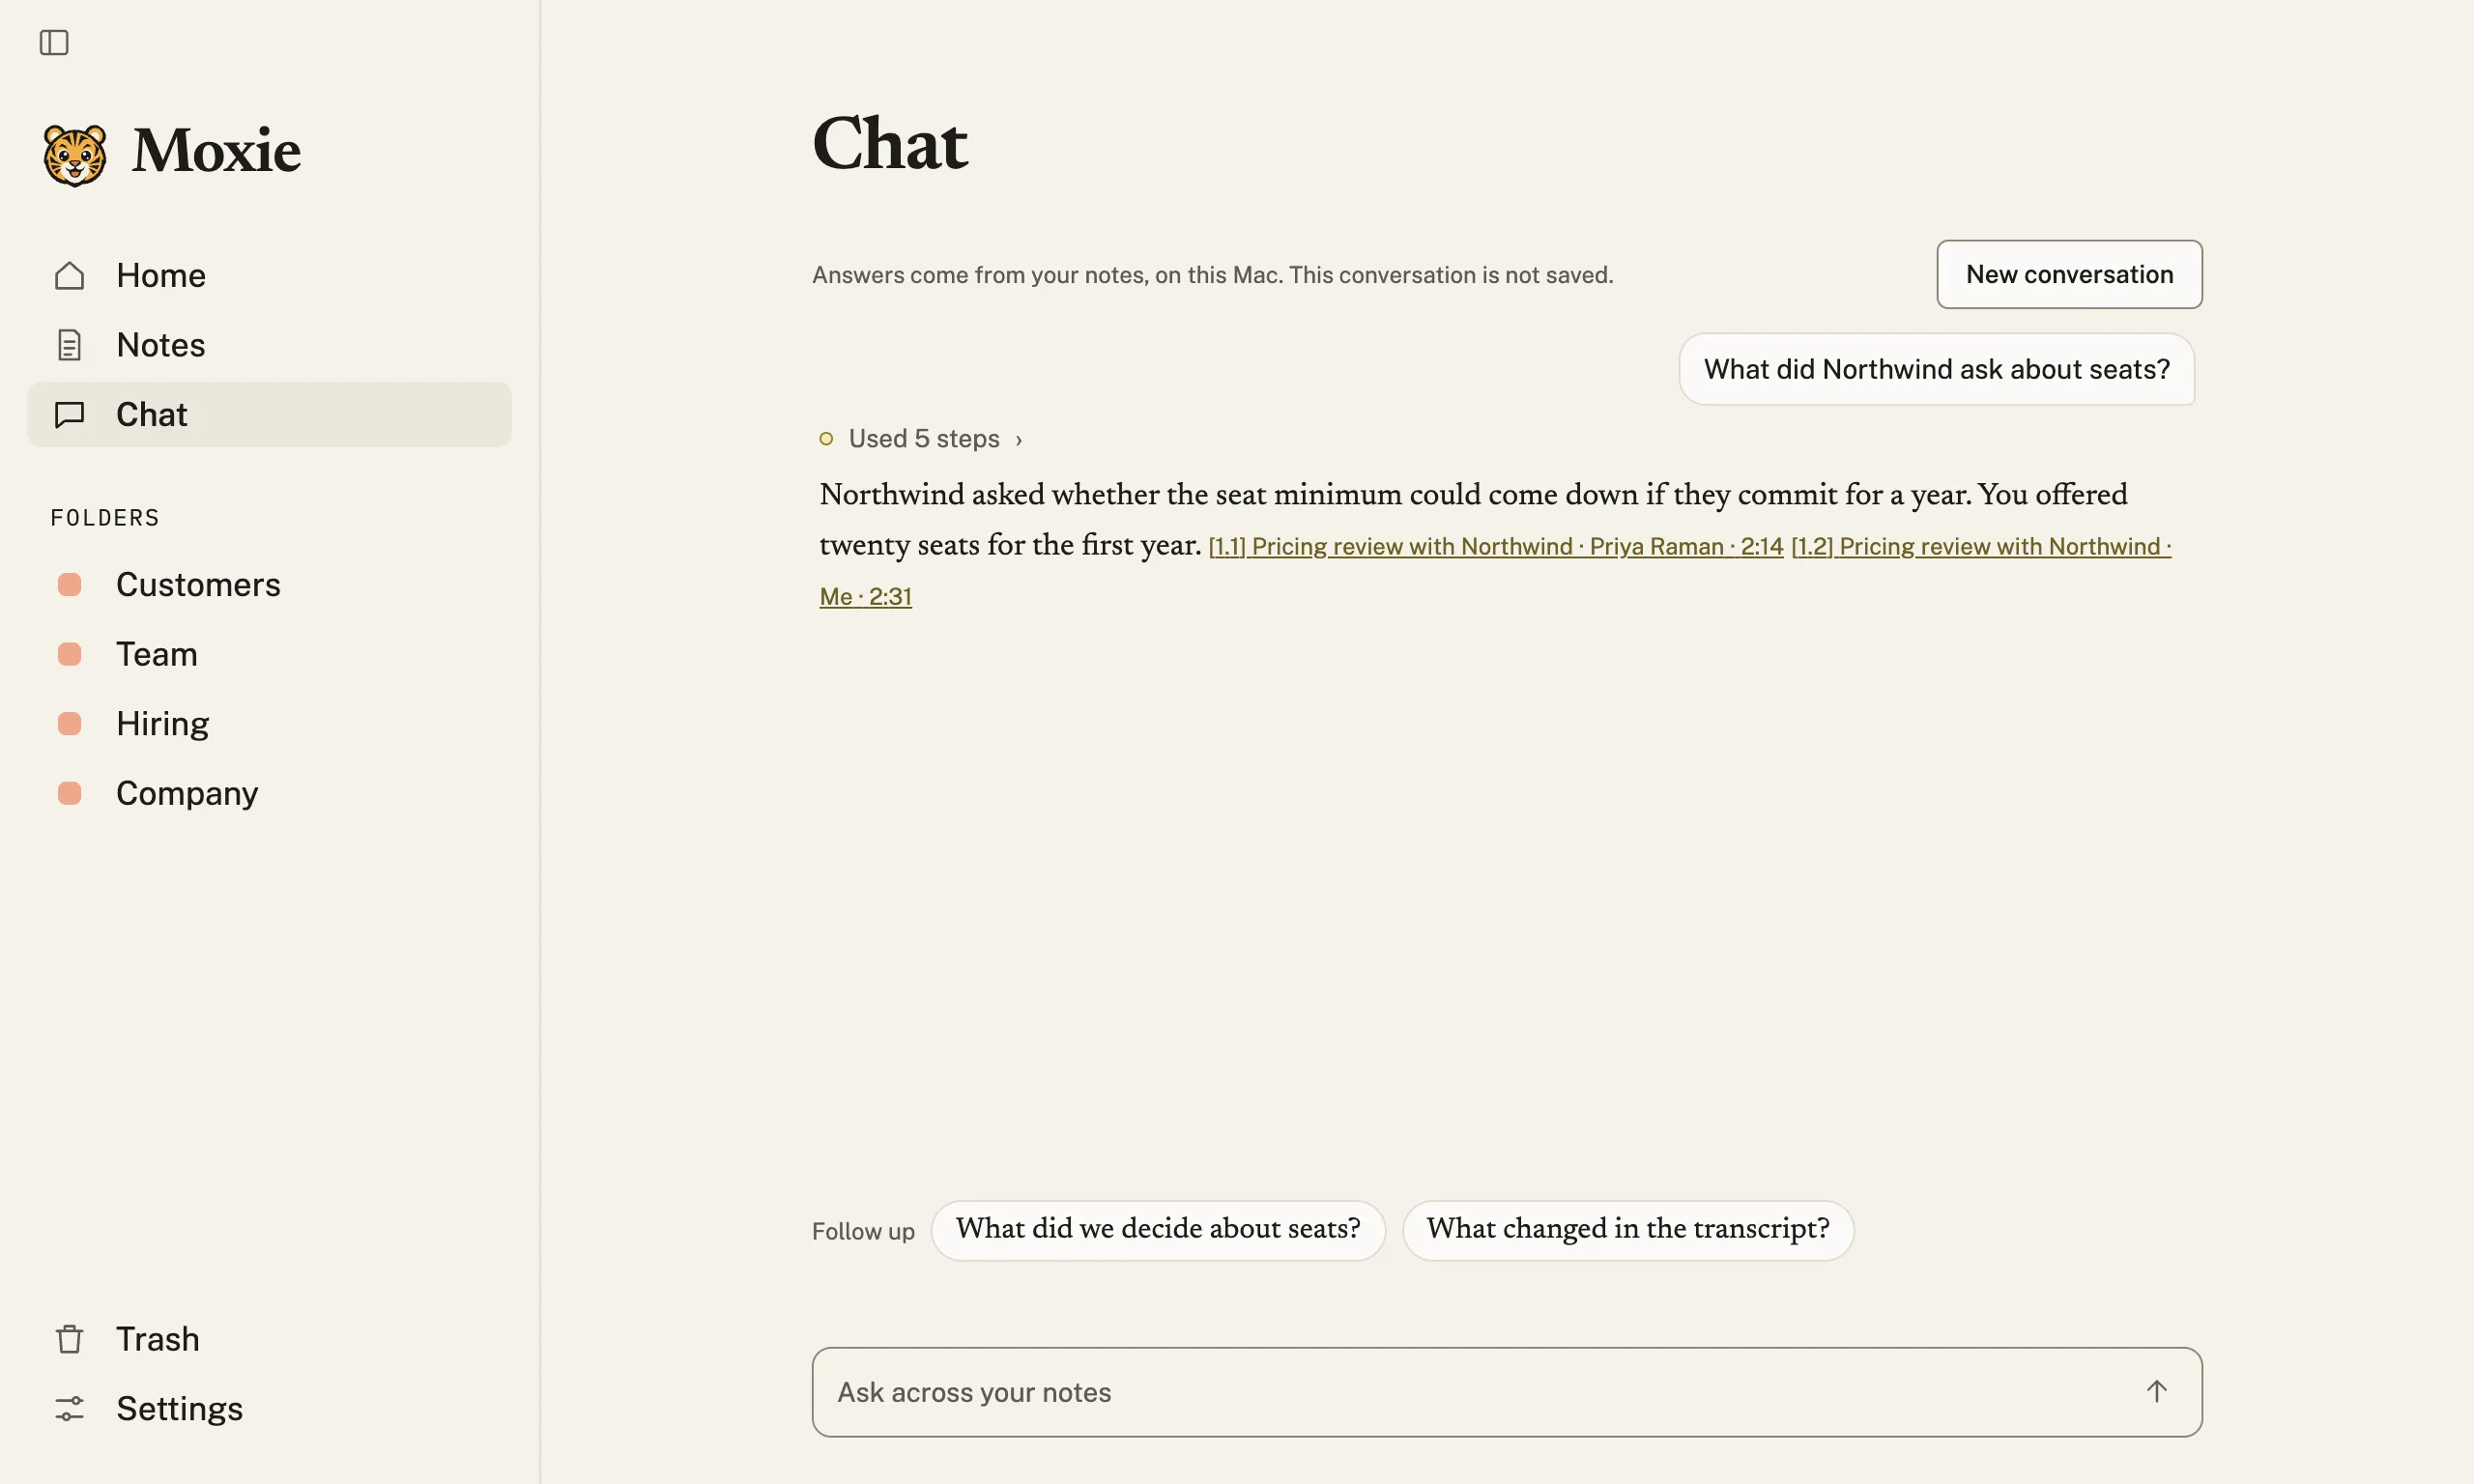 Moxie
Home
Notes
Chat
FOLDERS
Customers
Team
Hiring
Company
Trash
Settings
Chat
Answers come from your notes, on this Mac. This conversation is not saved.
New conversation
What did Northwind ask about seats?
Used 5 steps ›
Northwind asked whether the seat minimum could come down if they commit for a year. You offered
twenty seats for the first year. [1.1] Pricing review with Northwind · Priya Raman · 2:14 [1.2] Pricing review with Northwind ·
Me · 2:31
Follow up
What did we decide about seats?
What changed in the transcript?
Ask across your notes